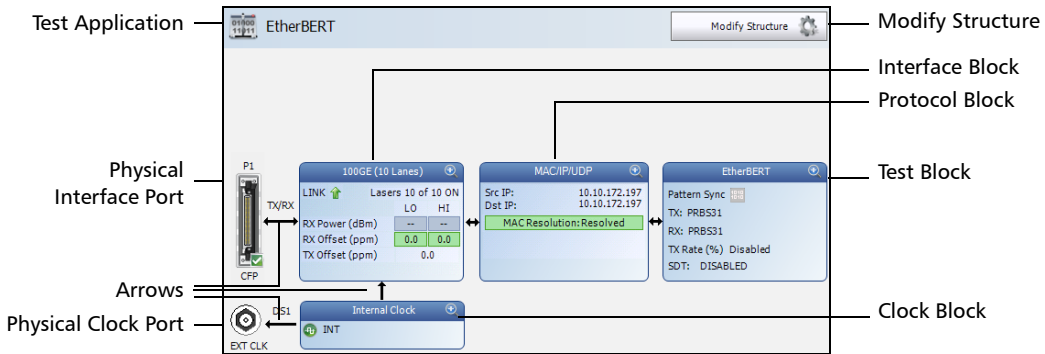 Test Application
01000
11011
EtherBERT
Modify Structure
Modify Structure
Interface Block
Protocol Block
Physical
Interface Port
P1
TX/RX
CFP
100GE (10 Lanes)
LINK Lasers 10 of 10 ON
LO HI
RX Power (dBm) -- --
RX Offset (ppm) 0.0 0.0
TX Offset (ppm) 0.0
MAC/IP/UDP
Src IP: 10.10.172.197
Dst IP: 10.10.172.197
MAC Resolution: Resolved
EtherBERT
Pattern Sync
TX: PRBS31
RX: PRBS31
TX Rate (%) Disabled
SDT: DISABLED
Test Block
Arrows
Physical Clock Port
DS1
EXT CLK
Internal Clock
INT
Clock Block